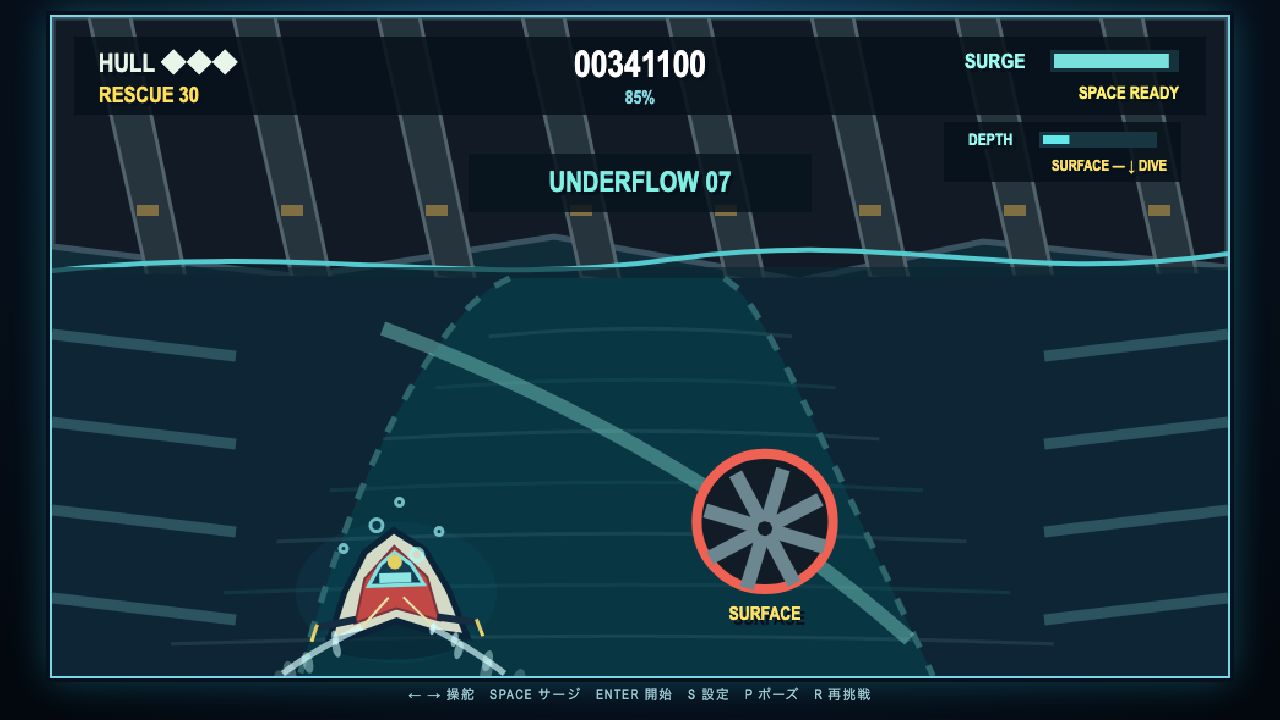 HULL
RESCUE 30
00341100
85%
SURGE
SPACE READY
DEPTH
SURFACE — ↓ DIVE
UNDERFLOW 07
SURFACE
← → 操舵 SPACE サージ ENTER 開始 S 設定 P ポーズ R 再挑戦